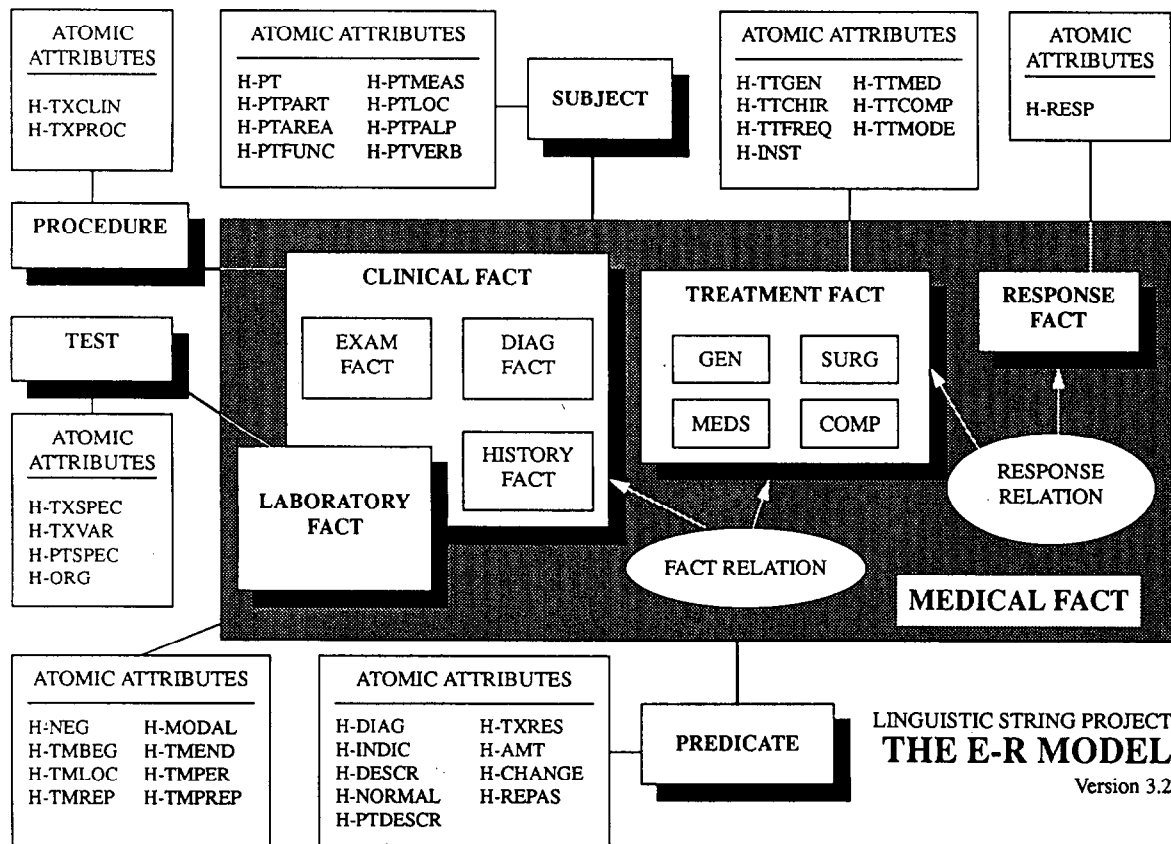 ATOMIC
ATTRIBUTES
H-TXCLIN
H-TXPROC
ATOMIC ATTRIBUTES
H-PT H-PTMEAS
H-PTPART H-PTLOC
H-PTAREA H-PTPALP
H-PTFUNC H-PTVERB
SUBJECT
ATOMIC ATTRIBUTES
H-TTGEN H-TTMED
H-TTCHIR H-TTCOMP
H-TTFREQ H-TTMODE
H-INST
ATOMIC
ATTRIBUTES
H-RESP
PROCEDURE
CLINICAL FACT
EXAM
FACT
DIAG
FACT
HISTORY
FACT
TREATMENT FACT
GEN
SURG
MEDS
COMP
RESPONSE
FACT
TEST
ATOMIC
ATTRIBUTES
H-TXSPEC
H-TXVAR
H-PTSPEC
H-ORG
LABORATORY
FACT
RESPONSE
RELATION
FACT RELATION
MEDICAL FACT
ATOMIC ATTRIBUTES
H-NEG H-MODAL
H-TMBEG H-TMEND
H-TMLOC H-TMPER
H-TMREP H-TMPREP
ATOMIC ATTRIBUTES
H-DIAG H-TXRES
H-INDIC H-AMT
H-DESCR H-CHANGE
H-NORMAL H-REPAS
H-PTDESCR
PREDICATE
LINGUISTIC STRING PROJECT
THE E-R MODEL
Version 3.2